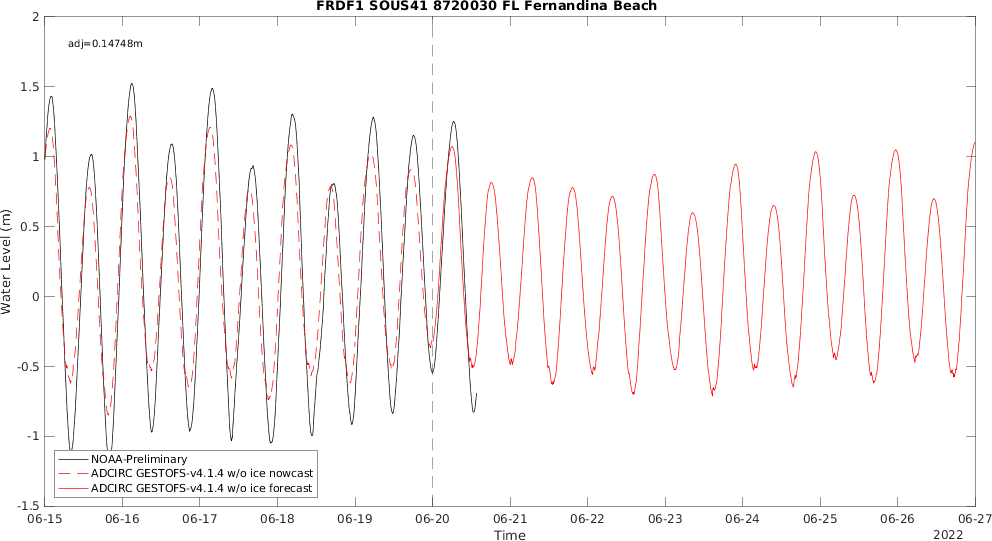 FRDF1 SOUS41 8720030 FL Fernandina Beach
2
adj=0.14748m
1.5
1
0.5
0
-0.5
-1
-1.5
Water Level (m)
NOAA-Preliminary
ADCIRC GESTOFS-v4.1.4 w/o ice nowcast
ADCIRC GESTOFS-v4.1.4 w/o ice forecast
06-15 06-16 06-17 06-18 06-19 06-20 06-21 06-22 06-23 06-24 06-25 06-26 06-27
Time
2022